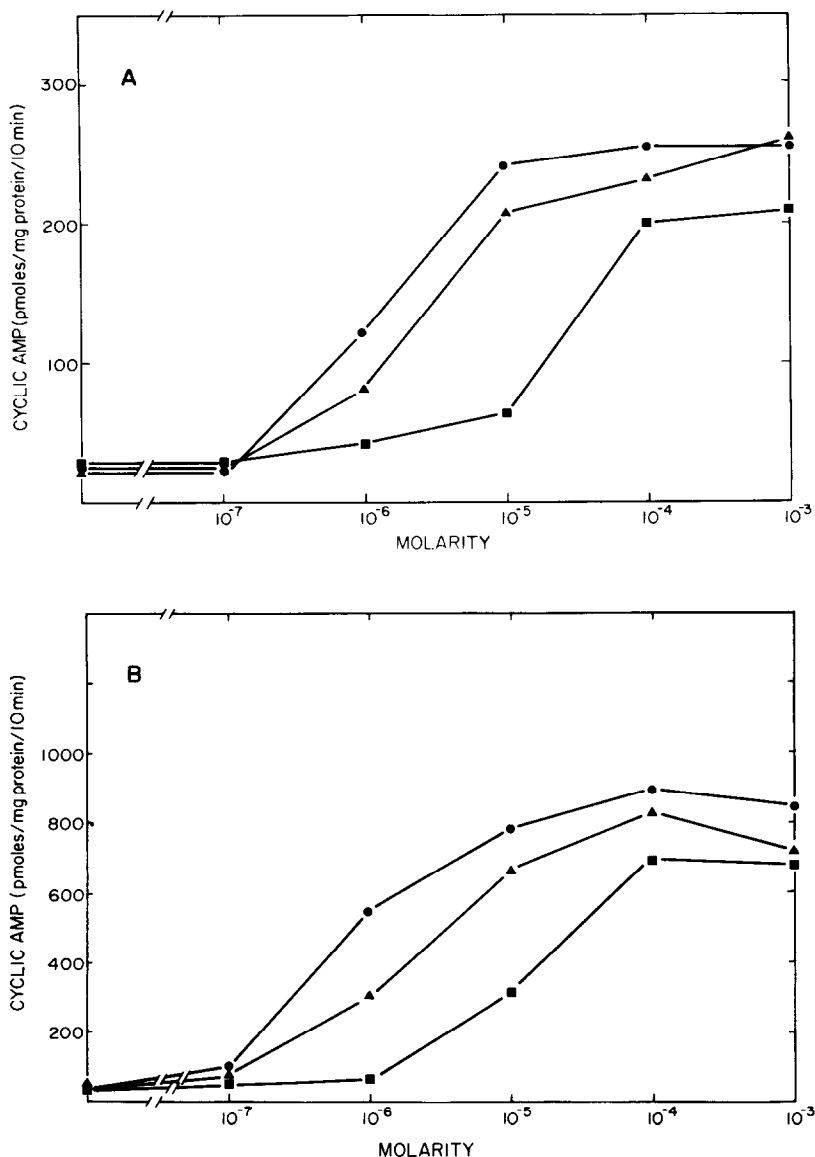 A
CYCLIC AMP (pmoles/mg protein/10 min)
300
200
100
10⁻⁷ 10⁻⁶ 10⁻⁵ 10⁻⁴ 10⁻³
MOLARITY
B
CYCLIC AMP (pmoles/mg protein/10 min)
1000
800
600
400
200
10⁻⁷ 10⁻⁶ 10⁻⁵ 10⁻⁴ 10⁻³
MOLARITY